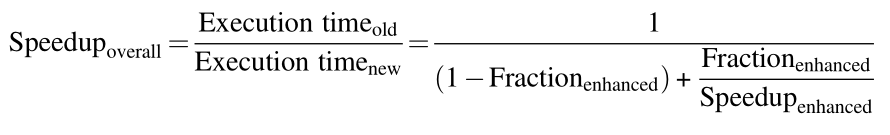 Speedup_overall = Execution time_old / Execution time_new = 1 / ((1 − Fraction_enhanced) + Fraction_enhanced / Speedup_enhanced)